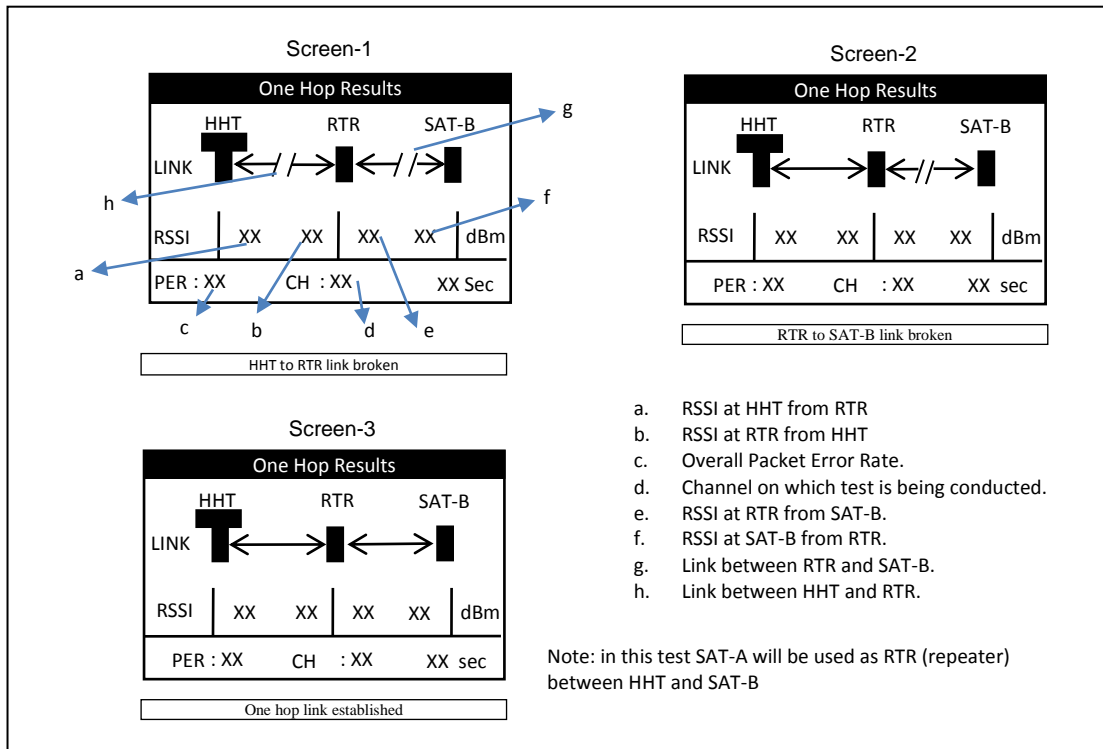 Screen-1
One Hop Results
HHT RTR SAT-B
g
LINK
h
f
RSSI XX XX XX XX dBm
a
PER : XX CH : XX XX Sec
c b d e
HHT to RTR link broken
Screen-2
One Hop Results
HHT RTR SAT-B
LINK
RSSI XX XX XX XX dBm
PER : XX CH : XX XX sec
RTR to SAT-B link broken
Screen-3
One Hop Results
HHT RTR SAT-B
LINK
RSSI XX XX XX XX dBm
PER : XX CH : XX XX sec
One hop link established
a. RSSI at HHT from RTR
b. RSSI at RTR from HHT
c. Overall Packet Error Rate.
d. Channel on which test is being conducted.
e. RSSI at RTR from SAT-B.
f. RSSI at SAT-B from RTR.
g. Link between RTR and SAT-B.
h. Link between HHT and RTR.
Note: in this test SAT-A will be used as RTR (repeater)
between HHT and SAT-B